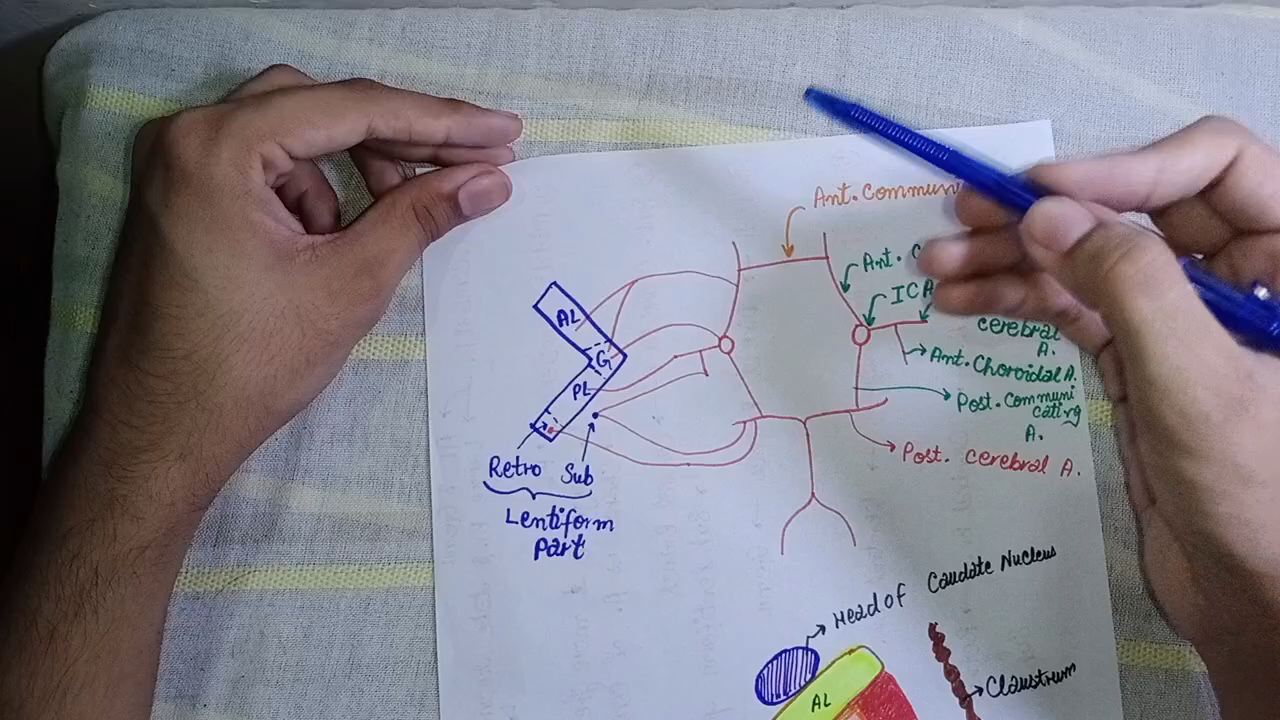 Ant. Communi
Ant. C
ICA
cerebral
A.
Ant. Choroidal A.
Post. Communi
cating
A.
Post. cerebral A.
AL
G
PL
Retro Sub
Lentiform
Part
Head of Caudate Nucleus
Claustrum
AL